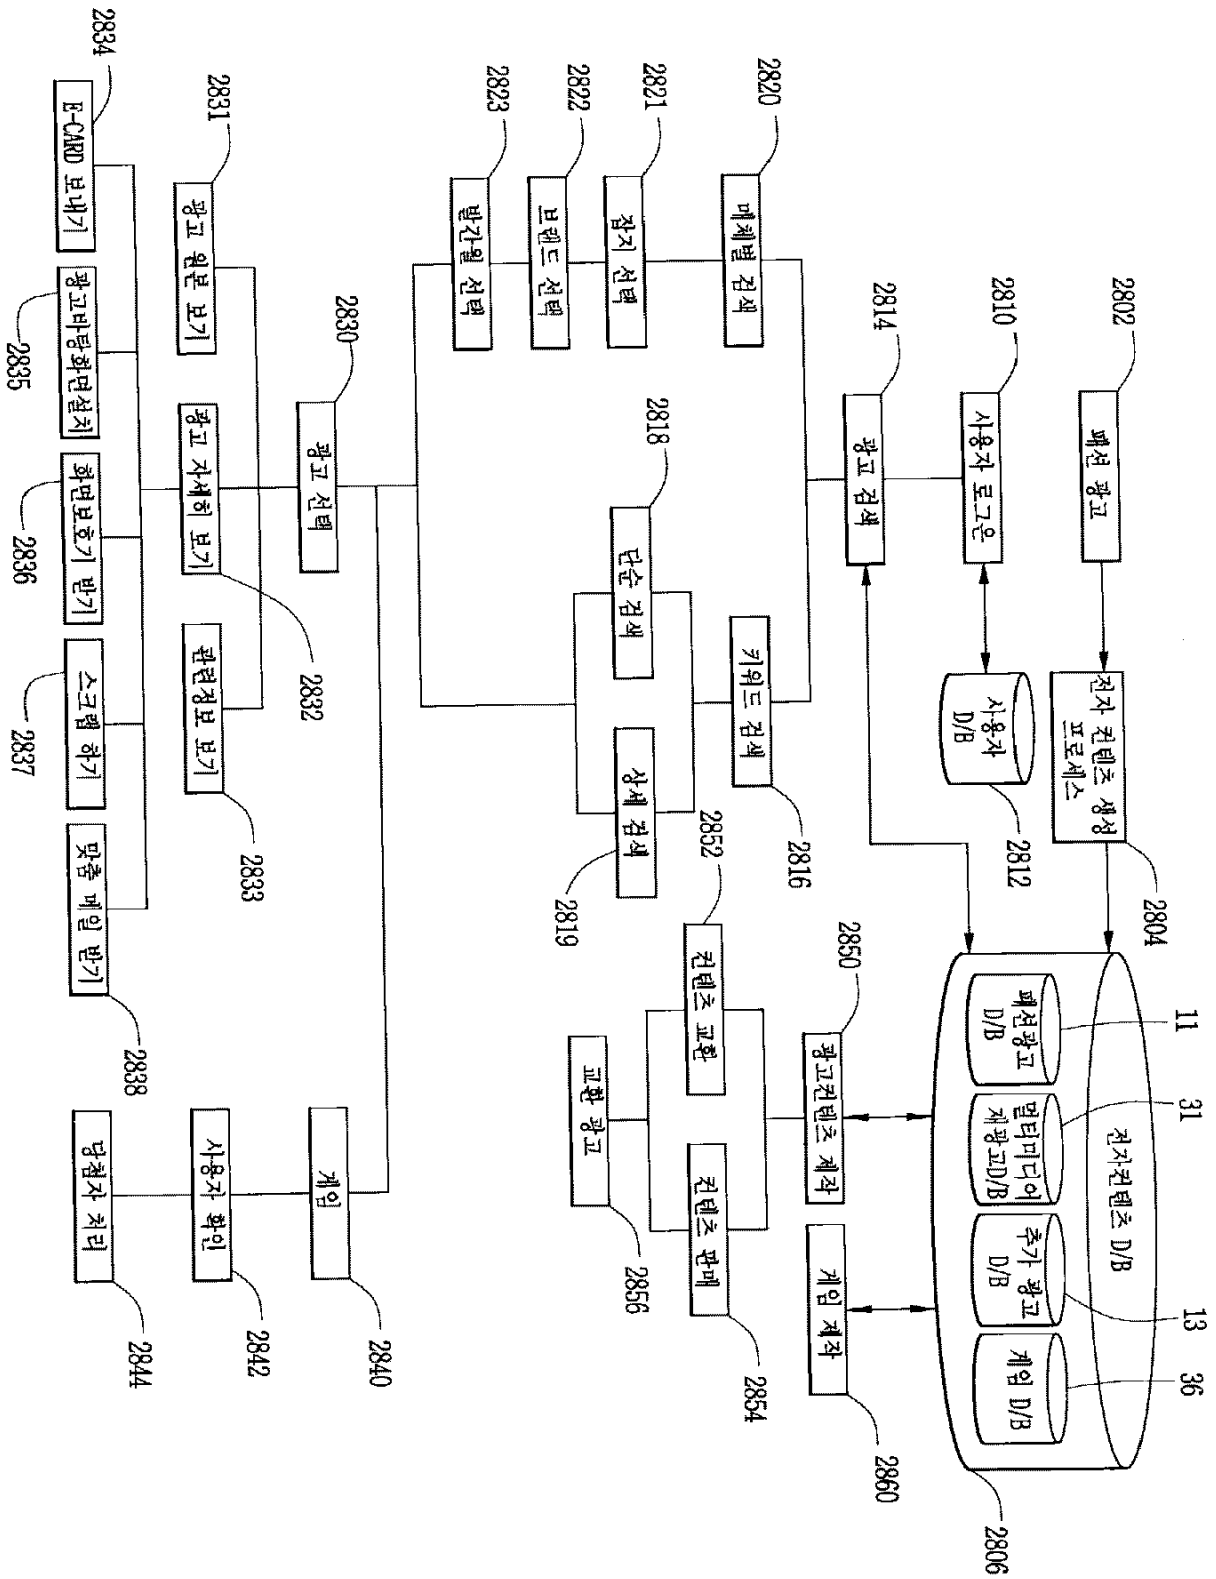 2802
패션 광고
전자 컨텐츠 생성
프로세스
2804
11
31
13
36
전자컨텐츠 D/B
패션광고
D/B
멀티미디어
재광고D/B
추가 광고
D/B
게임 D/B
2806
2810
사용자 로그온
사용자
D/B
2812
2814
광고 검색
2850
광고컨텐츠 제작
게임 제작
2860
2820
매체별 검색
키워드 검색
2816
2852
컨텐츠 교환
컨텐츠 판매
2854
2821
잡지 선택
2818
단순 검색
상세 검색
2819
교환 광고
2856
2822
브랜드 선택
2823
발간월 선택
2830
광고 선택
게임
2840
2831
광고 원본 보기
광고 자세히 보기
2832
관련정보 보기
2833
사용자 확인
2842
2834
E-CARD 보내기
광고바탕화면설치
2835
화면보호기 받기
2836
스크랩 하기
2837
맞춤 메일 받기
2838
당첨자 처리
2844